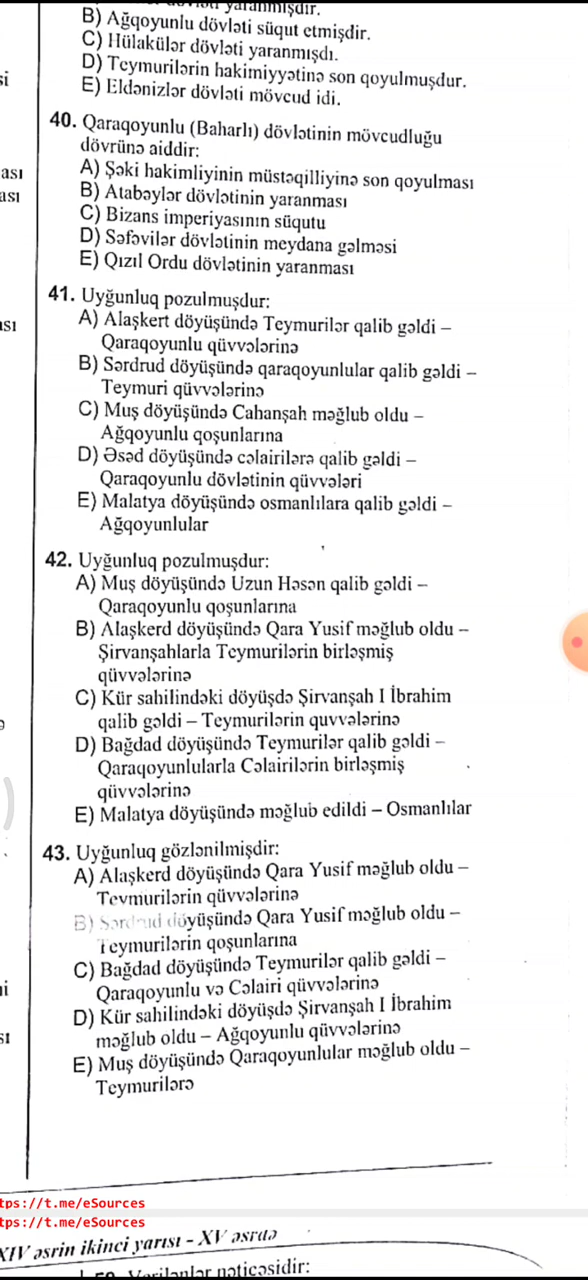 yaranmışdır.
B) Ağqoyunlu dövləti süqut etmişdir.
C) Hülakülər dövləti yaranmışdı.
D) Teymurilərin hakimiyyətinə son qoyulmuşdur.
E) Eldənizlər dövləti mövcud idi.
si
ası
ası
ası
40. Qaraqoyunlu (Baharlı) dövlətinin mövcudluğu
dövrünə aiddir:
A) Şəki hakimliyinin müstəqilliyinə son qoyulması
B) Atabəylər dövlətinin yaranması
C) Bizans imperiyasının süqutu
D) Səfəvilər dövlətinin meydana gəlməsi
E) Qızıl Ordu dövlətinin yaranması
41. Uyğunluq pozulmuşdur:
A) Alaşkert döyüşündə Teymurilər qalib gəldi –
Qaraqoyunlu qüvvələrinə
B) Sərdrud döyüşündə qaraqoyunlular qalib gəldi –
Teymuri qüvvələrinə
C) Muş döyüşündə Cahanşah məğlub oldu –
Ağqoyunlu qoşunlarına
D) Əsəd döyüşündə cəlairilərə qalib gəldi –
Qaraqoyunlu dövlətinin qüvvələri
E) Malatya döyüşündə osmanlılara qalib gəldi –
Ağqoyunlular
42. Uyğunluq pozulmuşdur:
A) Muş döyüşündə Uzun Həsən qalib gəldi –
Qaraqoyunlu qoşunlarına
B) Alaşkerd döyüşündə Qara Yusif məğlub oldu –
Şirvanşahlarla Teymurilərin birləşmiş
qüvvələrinə
C) Kür sahilindəki döyüşdə Şirvanşah I İbrahim
qalib gəldi – Teymurilərin quvvələrinə
D) Bağdad döyüşündə Teymurilər qalib gəldi –
Qaraqoyunlularla Cəlairilərin birləşmiş
qüvvələrinə
E) Malatya döyüşündə məğlub edildi – Osmanlılar
43. Uyğunluq gözlənilmişdir:
A) Alaşkerd döyüşündə Qara Yusif məğlub oldu –
Teymurilərin qüvvələrinə
B) Sərdrud döyüşündə Qara Yusif məğlub oldu –
Teymurilərin qoşunlarına
C) Bağdad döyüşündə Teymurilər qalib gəldi –
Qaraqoyunlu və Cəlairi qüvvələrinə
D) Kür sahilindəki döyüşdə Şirvanşah I İbrahim
məğlub oldu – Ağqoyunlu qüvvələrinə
E) Muş döyüşündə Qaraqoyunlular məğlub oldu –
Teymurilərə
tps://t.me/eSources
tps://t.me/eSources
XIV əsrin ikinci yarısı - XV əsrdə
Verilənlər nəticəsidir: